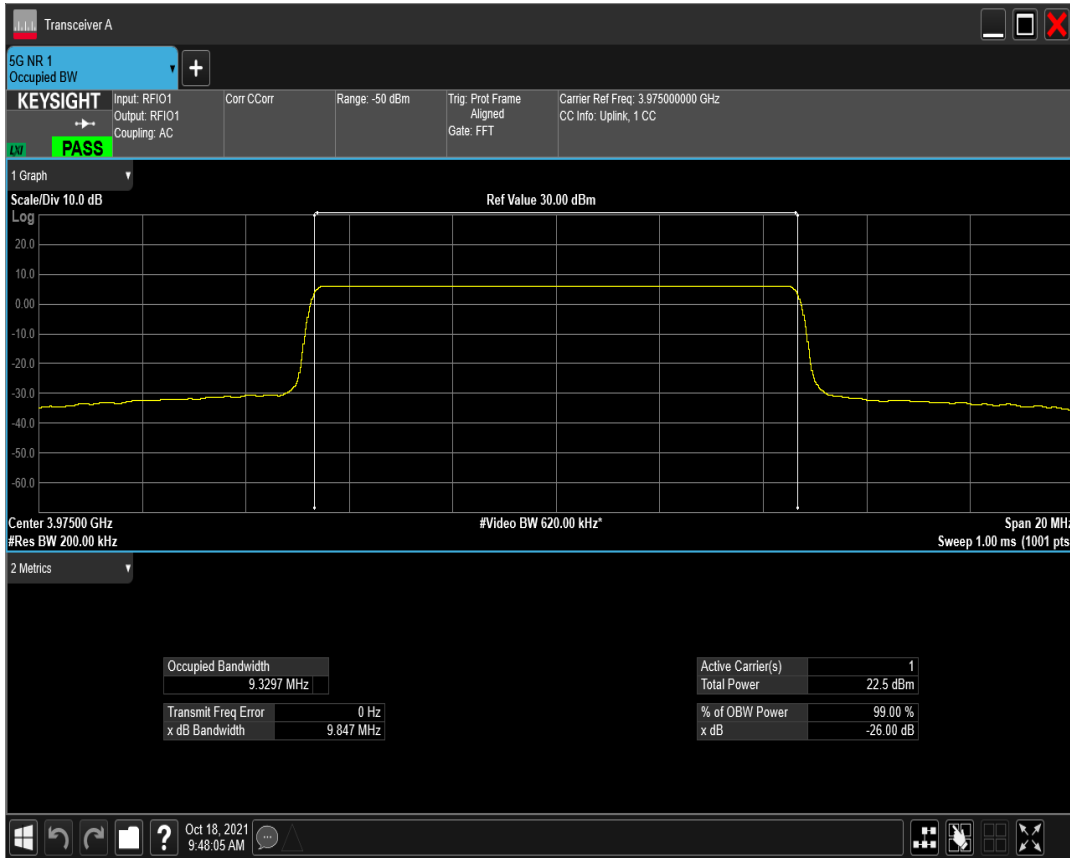 Transceiver A
5G NR 1
Occupied BW
KEYSIGHT
LXI
PASS
Input: RFIO1
Output: RFIO1
Coupling: AC
Corr CCorr
Range: -50 dBm
Trig: Prot Frame
Aligned
Gate: FFT
Carrier Ref Freq: 3.975000000 GHz
CC Info: Uplink, 1 CC
1 Graph
Scale/Div 10.0 dB
Ref Value 30.00 dBm
Log
20.0
10.0
0.00
-10.0
-20.0
-30.0
-40.0
-50.0
-60.0
Center 3.97500 GHz
#Video BW 620.00 kHz*
Span 20 MHz
#Res BW 200.00 kHz
Sweep 1.00 ms (1001 pts
2 Metrics
Occupied Bandwidth
9.3297 MHz
Transmit Freq Error 0 Hz
x dB Bandwidth 9.847 MHz
Active Carrier(s) 1
Total Power 22.5 dBm
% of OBW Power 99.00 %
x dB -26.00 dB
?
Oct 18, 2021
9:48:05 AM